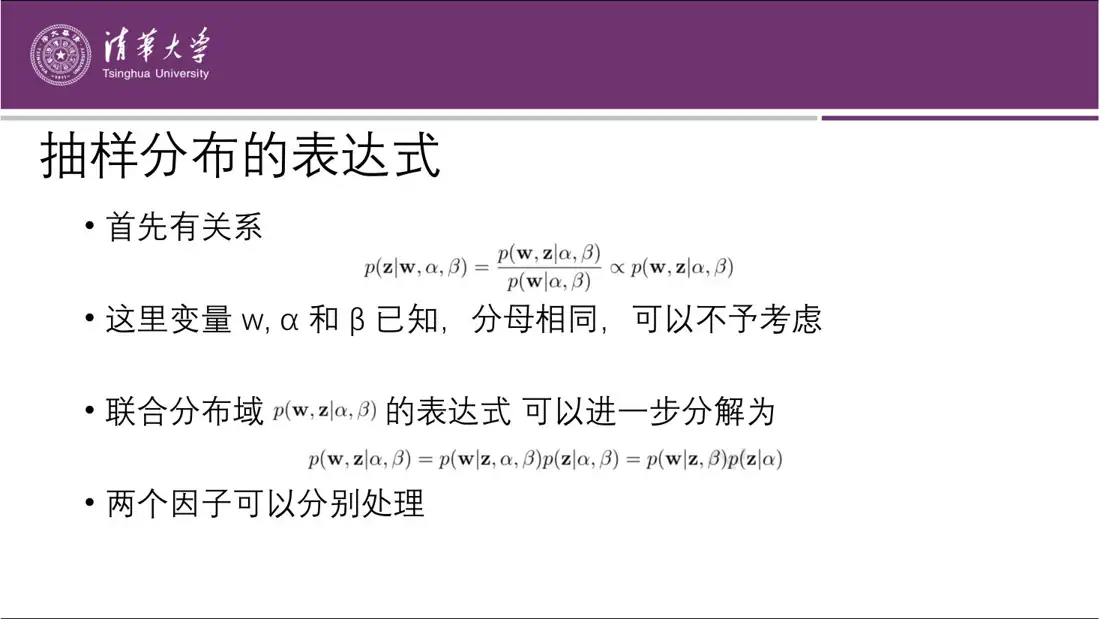 清华大学
Tsinghua University
抽样分布的表达式
• 首先有关系
p(𝐳|𝐰, α, β) = p(𝐰, 𝐳|α, β) / p(𝐰|α, β) ∝ p(𝐰, 𝐳|α, β)
• 这里变量 w, α 和 β 已知，分母相同，可以不予考虑
• 联合分布域 p(𝐰, 𝐳|α, β) 的表达式 可以进一步分解为
p(𝐰, 𝐳|α, β) = p(𝐰|𝐳, α, β)p(𝐳|α, β) = p(𝐰|𝐳, β)p(𝐳|α)
• 两个因子可以分别处理